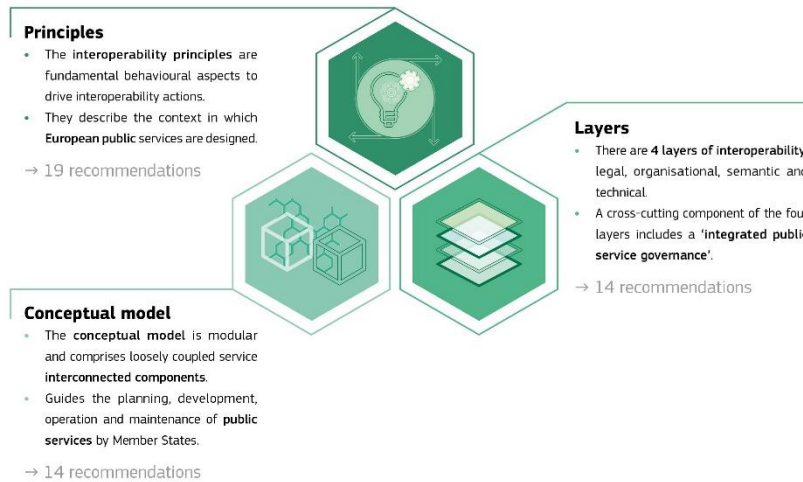 Principles
• The interoperability principles are
fundamental behavioural aspects to
drive interoperability actions.
• They describe the context in which
European public services are designed.
→ 19 recommendations
Layers
• There are 4 layers of interoperability
legal, organisational, semantic and
technical.
• A cross-cutting component of the fou
layers includes a ‘integrated publi
service governance’.
→ 14 recommendations
Conceptual model
• The conceptual model is modular
and comprises loosely coupled service
interconnected components.
• Guides the planning, development,
operation and maintenance of public
services by Member States.
→ 14 recommendations